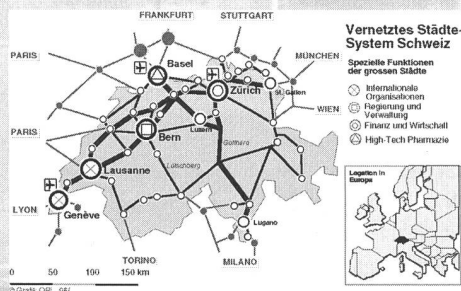 FRANKFURT
STUTTGART
PARIS
MÜNCHEN
Basel
Zürich
St. Gallen
WIEN
PARIS
Luzern
Bern
Gotthard
Lötschberg
Lausanne
LYON
Genève
Lugano
TORINO
MILANO
0 50 100 150 km
Vernetztes Städte-
System Schweiz
Spezielle Funktionen
der grossen Städte
Internationale
Organisationen
Regierung und
Verwaltung
Finanz und Wirtschaft
High-Tech Pharmazie
Legation in
Europe